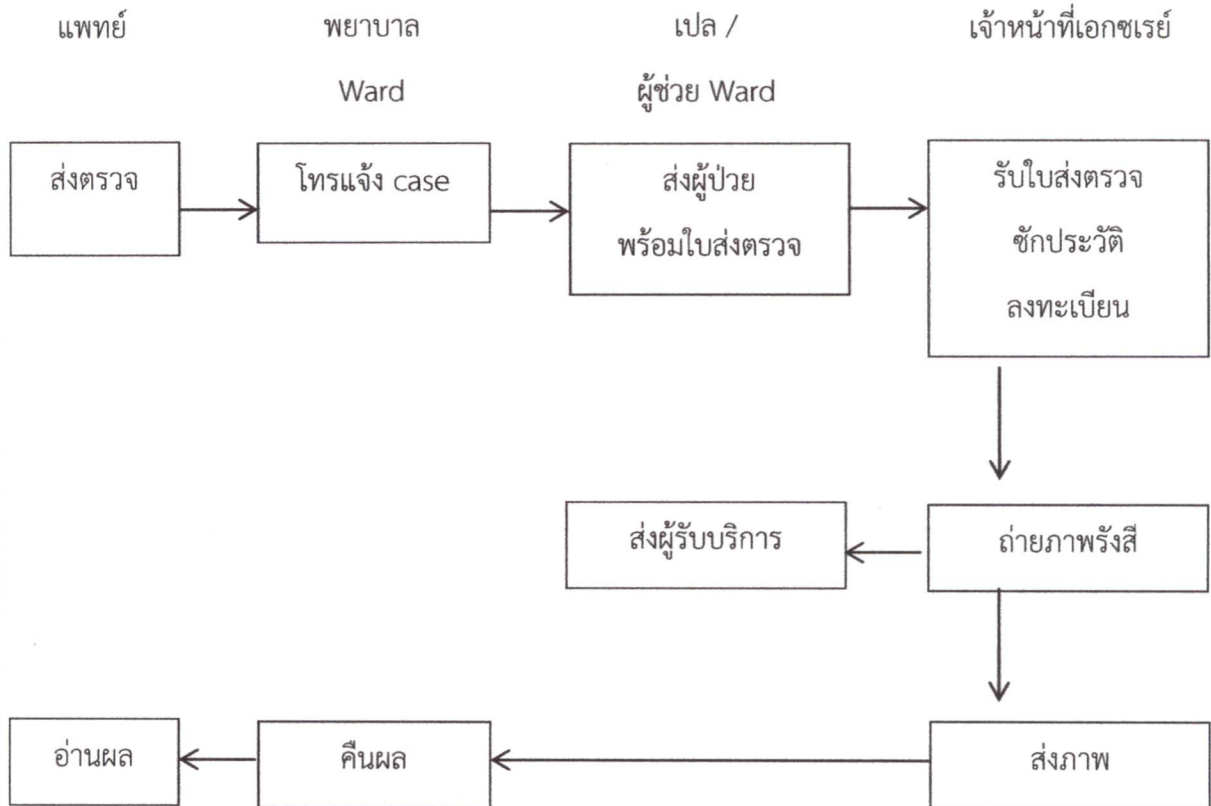 แพทย์
พยาบาล
Ward
เปล /
ผู้ช่วย Ward
เจ้าหน้าที่เอกซเรย์
ส่งตรวจ
โทรแจ้ง case
ส่งผู้ป่วย
พร้อมใบส่งตรวจ
รับใบส่งตรวจ
ซักประวัติ
ลงทะเบียน
ส่งผู้รับบริการ
ถ่ายภาพรังสี
อ่านผล
คืนผล
ส่งภาพ